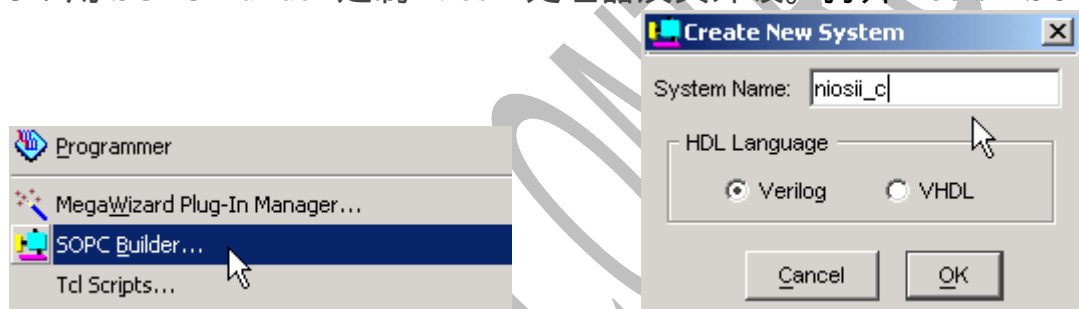 Create New System
System Name: niosii_c
HDL Language
Verilog VHDL
Cancel OK
Programmer
MegaWizard Plug-In Manager...
SOPC Builder...
Tcl Scripts...